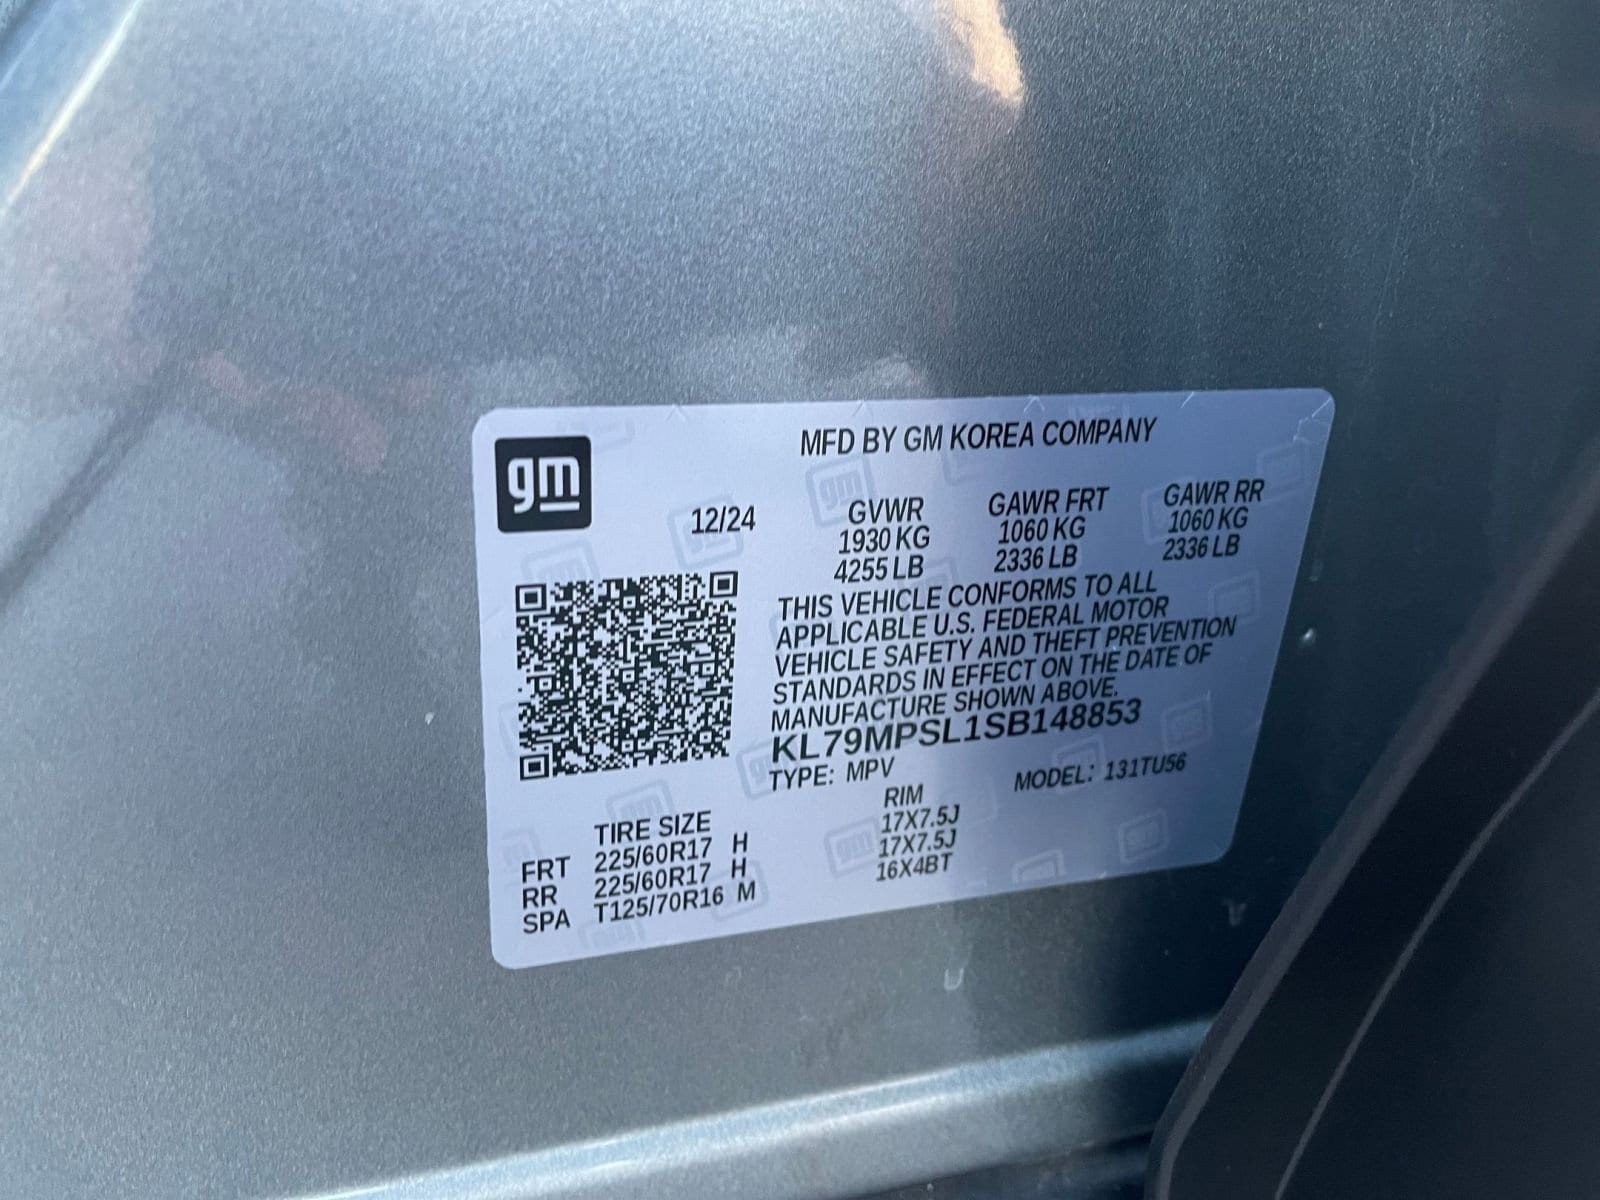 gm
MFD BY GM KOREA COMPANY
12/24
GVWR GAWR FRT GAWR RR
1930 KG 1060 KG 1060 KG
4255 LB 2336 LB 2336 LB
THIS VEHICLE CONFORMS TO ALL
APPLICABLE U.S. FEDERAL MOTOR
VEHICLE SAFETY AND THEFT PREVENTION
STANDARDS IN EFFECT ON THE DATE OF
MANUFACTURE SHOWN ABOVE.
KL79MPSL1SB148853
TYPE: MPV MODEL: 131TU56
TIRE SIZE RIM
FRT 225/60R17 H 17X7.5J
RR 225/60R17 H 17X7.5J
SPA T125/70R16 M 16X4BT